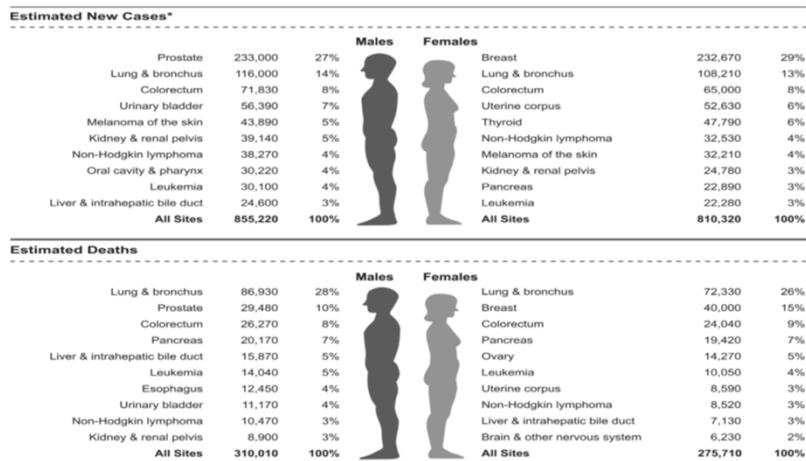 Estimated New Cases*
Males Females
Prostate 233,000 27% Breast 232,670 29%
Lung & bronchus 116,000 14% Lung & bronchus 108,210 13%
Colorectum 71,830 8% Colorectum 65,000 8%
Urinary bladder 56,390 7% Uterine corpus 52,630 6%
Melanoma of the skin 43,890 5% Thyroid 47,790 6%
Kidney & renal pelvis 39,140 5% Non-Hodgkin lymphoma 32,530 4%
Non-Hodgkin lymphoma 38,270 4% Melanoma of the skin 32,210 4%
Oral cavity & pharynx 30,220 4% Kidney & renal pelvis 24,780 3%
Leukemia 30,100 4% Pancreas 22,890 3%
Liver & intrahepatic bile duct 24,600 3% Leukemia 22,280 3%
All Sites 855,220 100% All Sites 810,320 100%
Estimated Deaths
Males Females
Lung & bronchus 86,930 28% Lung & bronchus 72,330 26%
Prostate 29,480 10% Breast 40,000 15%
Colorectum 26,270 8% Colorectum 24,040 9%
Pancreas 20,170 7% Pancreas 19,420 7%
Liver & intrahepatic bile duct 15,870 5% Ovary 14,270 5%
Leukemia 14,040 5% Leukemia 10,050 4%
Esophagus 12,450 4% Uterine corpus 8,590 3%
Urinary bladder 11,170 4% Non-Hodgkin lymphoma 8,520 3%
Non-Hodgkin lymphoma 10,470 3% Liver & intrahepatic bile duct 7,130 3%
Kidney & renal pelvis 8,900 3% Brain & other nervous system 6,230 2%
All Sites 310,010 100% All Sites 275,710 100%